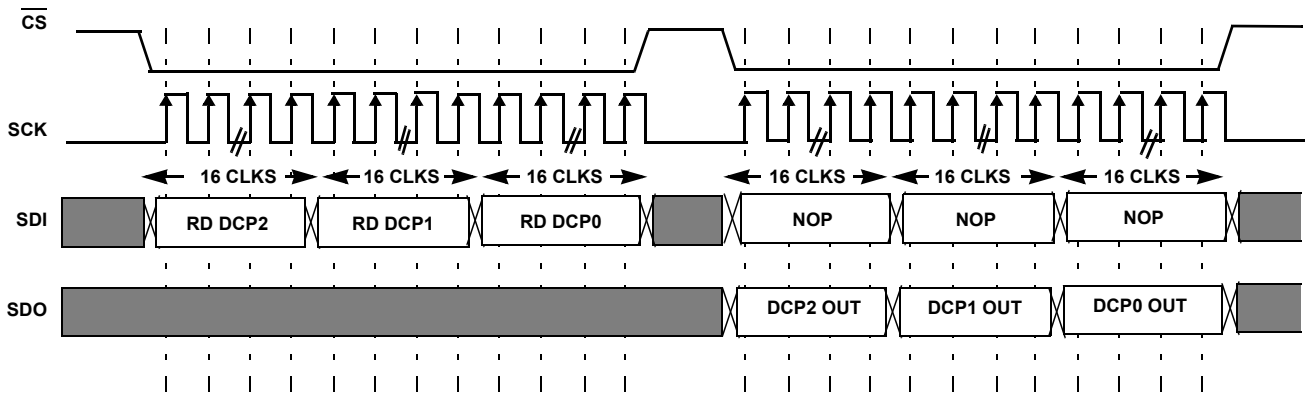 CS
SCK
16 CLKS 16 CLKS 16 CLKS 16 CLKS 16 CLKS 16 CLKS
SDI RD DCP2 RD DCP1 RD DCP0 NOP NOP NOP
SDO DCP2 OUT DCP1 OUT DCP0 OUT